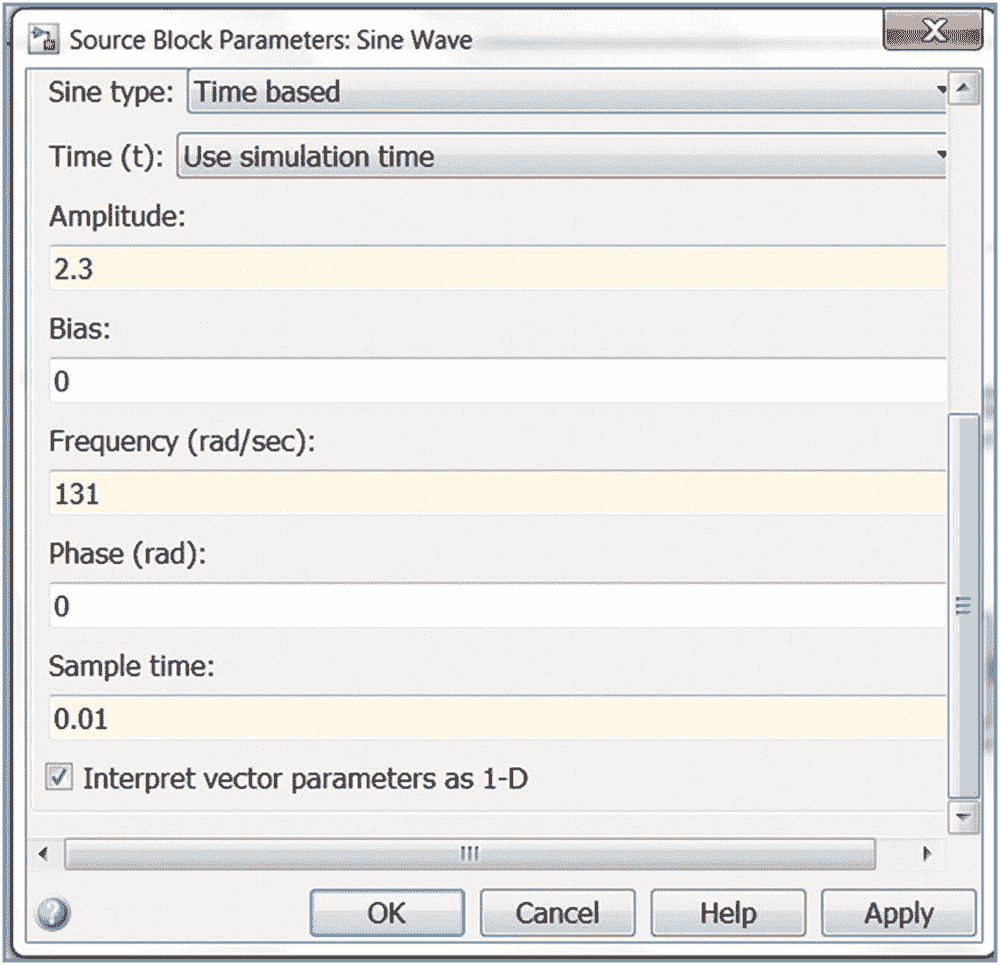 Source Block Parameters: Sine Wave
Sine type: Time based
Time (t): Use simulation time
Amplitude:
2.3
Bias:
0
Frequency (rad/sec):
131
Phase (rad):
0
Sample time:
0.01
Interpret vector parameters as 1-D
OK Cancel Help Apply